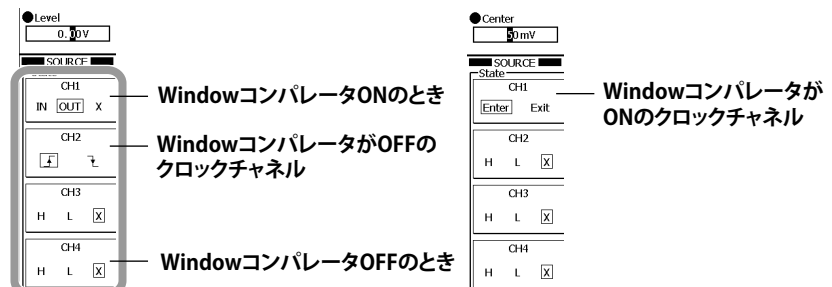 Level
0.00V
SOURCE
CH1
IN OUT X
CH2
CH3
H L X
CH4
H L X
WindowコンパレータONのとき
WindowコンパレータがOFFの
クロックチャネル
WindowコンパレータOFFのとき
Center
50mV
SOURCE
State
CH1
Enter Exit
CH2
H L X
CH3
H L X
CH4
H L X
Windowコンパレータが
ONのクロックチャネル